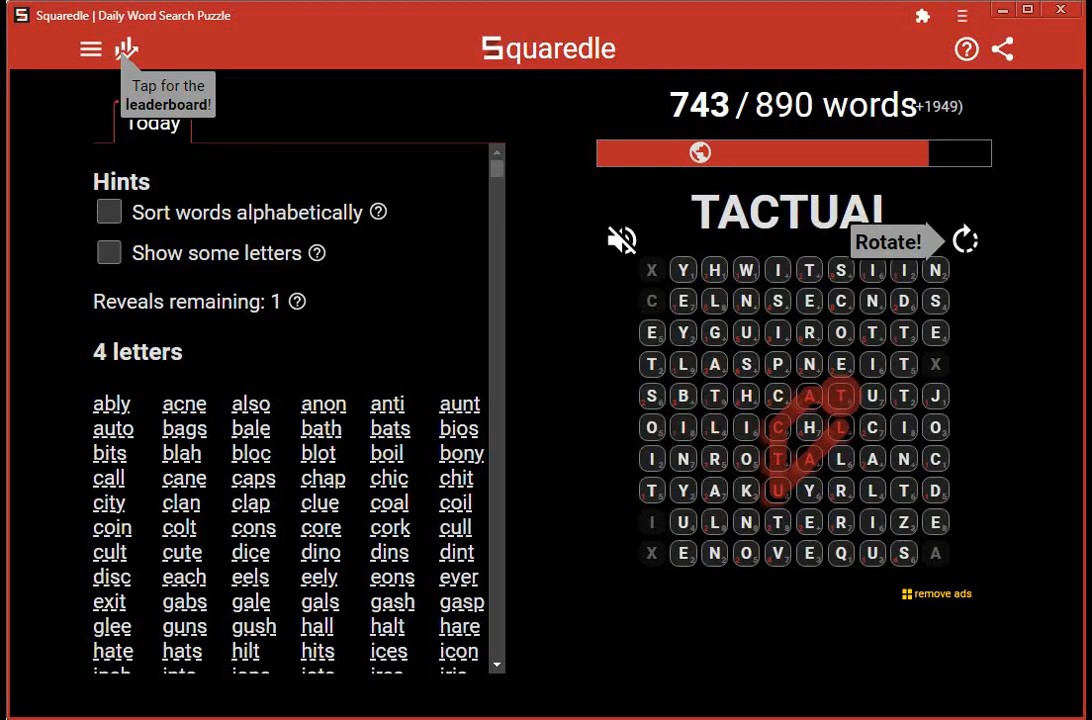 Squaredle | Daily Word Search Puzzle
Squaredle
Tap for the
leaderboard!
Today
743 / 890 words
+1949)
Hints
Sort words alphabetically
Show some letters
Reveals remaining: 1
4 letters
ably acne also anon anti aunt
auto bags bale bath bats bios
bits blah bloc blot boil bony
call cane caps chap chic chit
city clan clap clue coal coil
coin colt cons core cork cull
cult cute dice dino dins dint
disc each eels eely eons ever
exit gabs gale gals gash gasp
glee guns gush hall halt hare
hate hats hilt hits ices icon
TACTUAL
Rotate!
X Y H W I T S I I N
C E L N S E C N D S
E Y G U I R O T T E
T L A S P N E I T X
S B T H C A T U T J
O I L I C H L C I O
I N R O T A L A N C
T Y A K U Y R L T D
I U L N T E R I Z E
X E N O V E Q U S A
remove ads